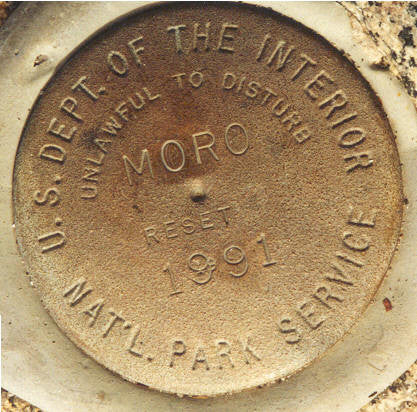 U.S. DEPT. OF THE INTERIOR
UNLAWFUL TO DISTURB
MORO
RESET
1991
NAT'L. PARK SERVICE